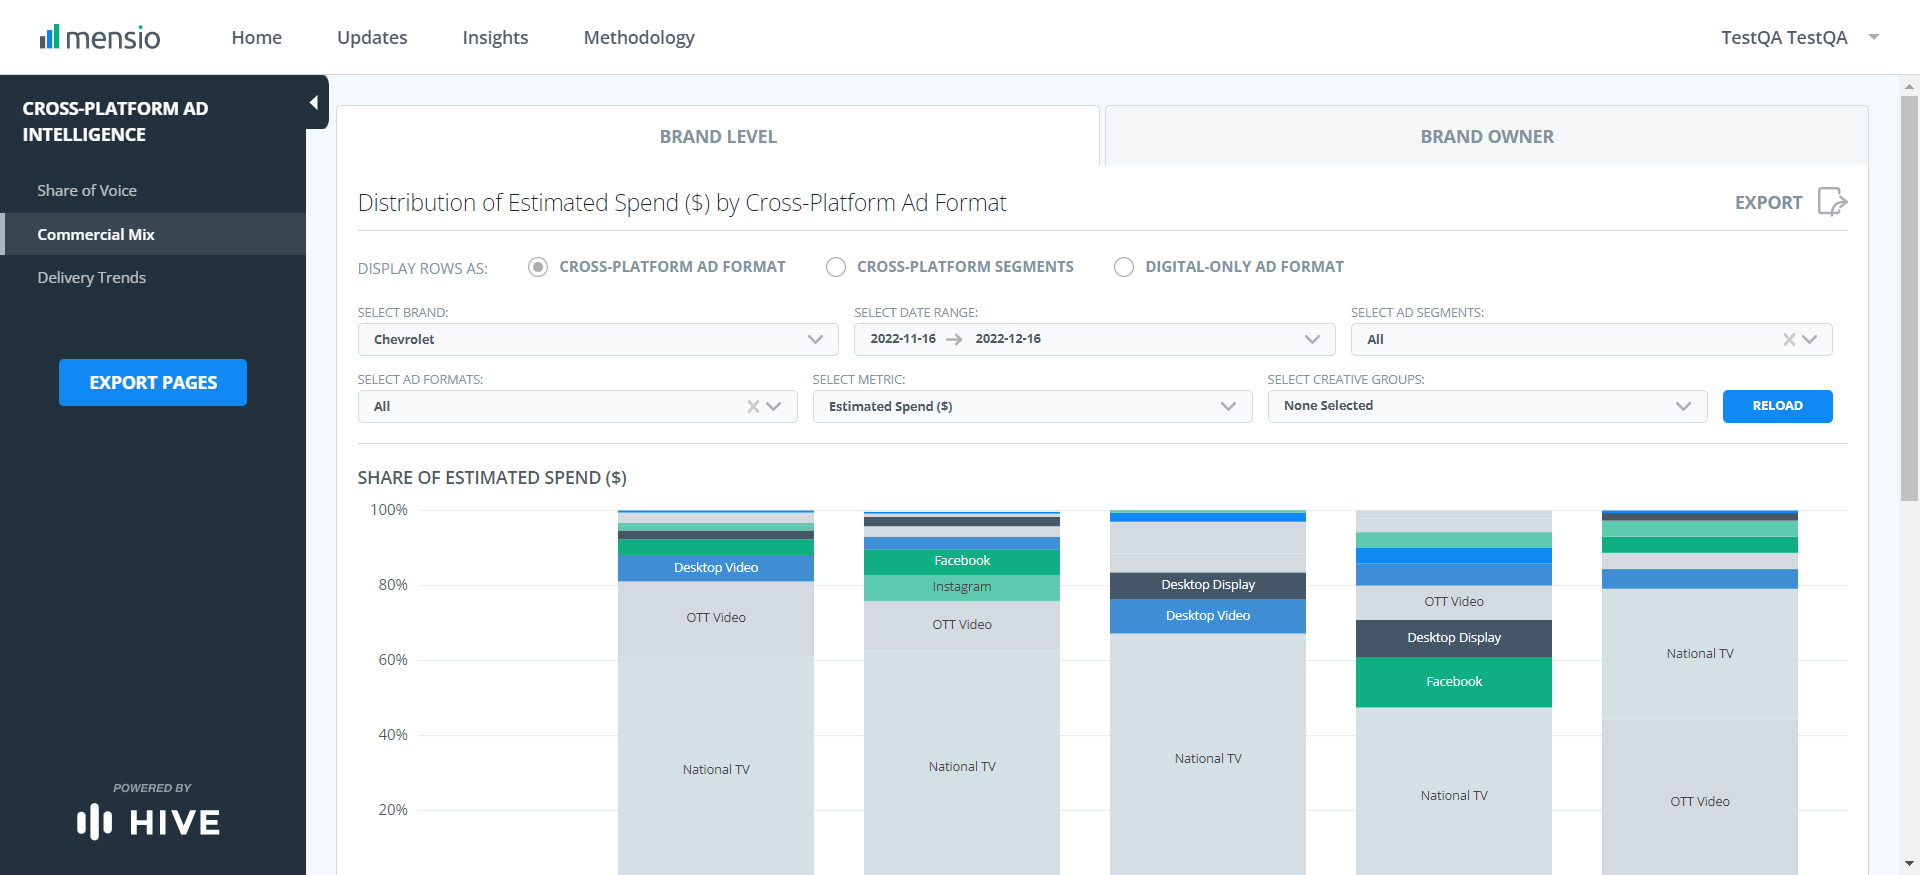 mensio
Home
Updates
Insights
Methodology
TestQA TestQA
CROSS-PLATFORM AD
INTELLIGENCE
Share of Voice
Commercial Mix
Delivery Trends
EXPORT PAGES
POWERED BY
HIVE
BRAND LEVEL
BRAND OWNER
Distribution of Estimated Spend ($) by Cross-Platform Ad Format
EXPORT
DISPLAY ROWS AS:
CROSS-PLATFORM AD FORMAT
CROSS-PLATFORM SEGMENTS
DIGITAL-ONLY AD FORMAT
SELECT BRAND:
Chevrolet
SELECT DATE RANGE:
2022-11-16 → 2022-12-16
SELECT AD SEGMENTS:
All
SELECT AD FORMATS:
All
SELECT METRIC:
Estimated Spend ($)
SELECT CREATIVE GROUPS:
None Selected
RELOAD
SHARE OF ESTIMATED SPEND ($)
100%
80%
60%
40%
20%
Desktop Video
OTT Video
National TV
Facebook
Instagram
OTT Video
National TV
Desktop Display
Desktop Video
National TV
OTT Video
Desktop Display
Facebook
National TV
National TV
OTT Video